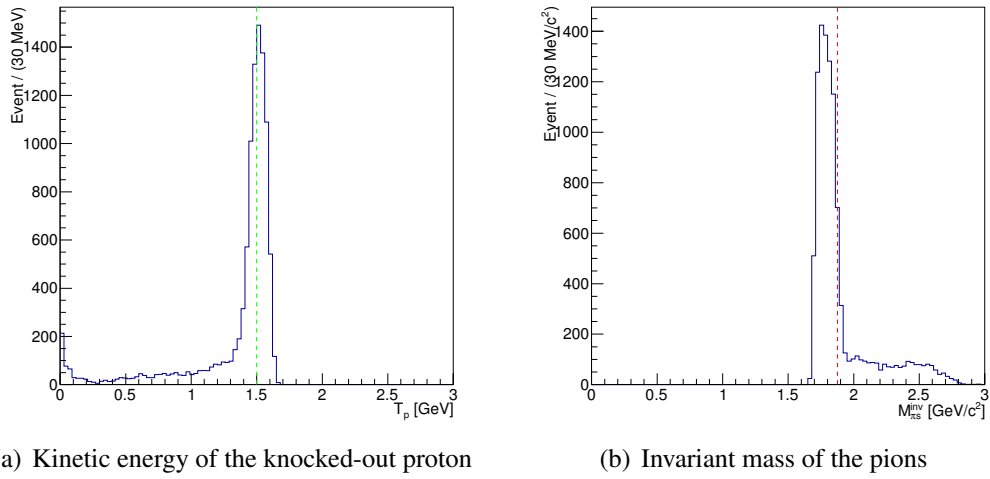 Event / (30 MeV)
1400
1200
1000
800
600
400
200
0
0 0.5 1 1.5 2 2.5 3
T_p [GeV]
Event / (30 MeV/c²)
1400
1200
1000
800
600
400
200
0
0 0.5 1 1.5 2 2.5 3
M_{πs}^{inv} [GeV/c²]
a) Kinetic energy of the knocked-out proton
(b) Invariant mass of the pions